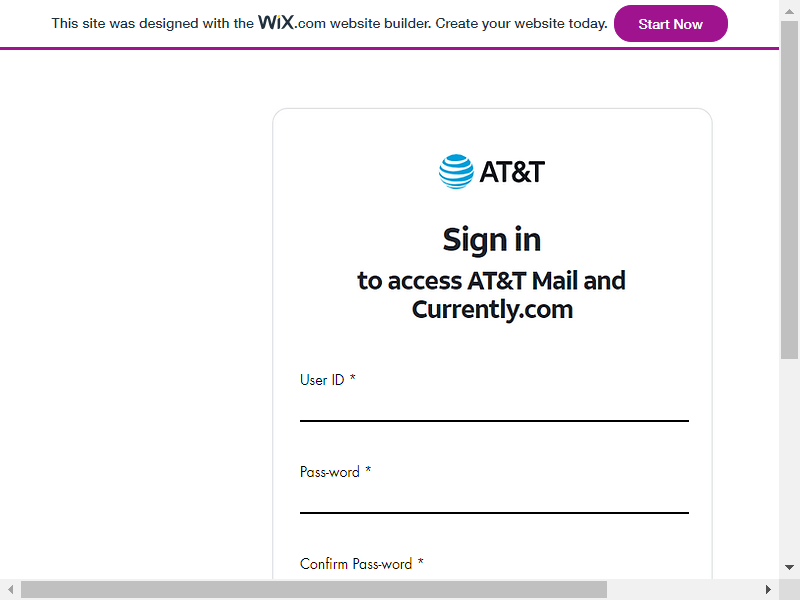 This site was designed with the WiX.com website builder. Create your website today.
Start Now
AT&T
Sign in
to access AT&T Mail and
Currently.com
User ID *
Pass-word *
Confirm Pass-word *